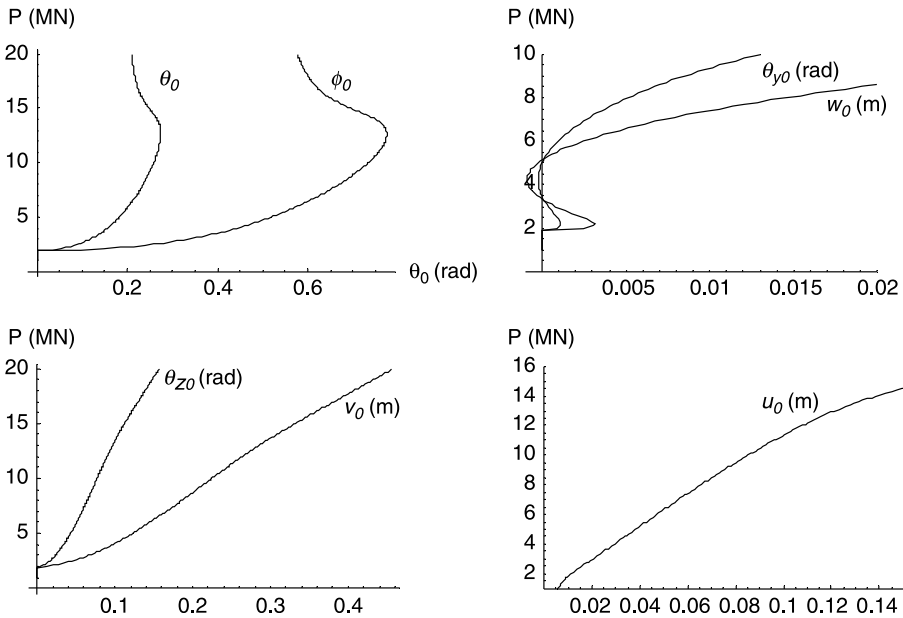 P (MN)
20
15
10
5
θ0
ϕ0
0.2
0.4
0.6
θ0 (rad)
P (MN)
10
8
6
4
2
θy0 (rad)
w0 (m)
0.005
0.01
0.015
0.02
P (MN)
20
15
10
5
θZ0 (rad)
v0 (m)
0.1
0.2
0.3
0.4
P (MN)
16
14
12
10
8
6
4
2
u0 (m)
0.02 0.04 0.06 0.08 0.1 0.12 0.14